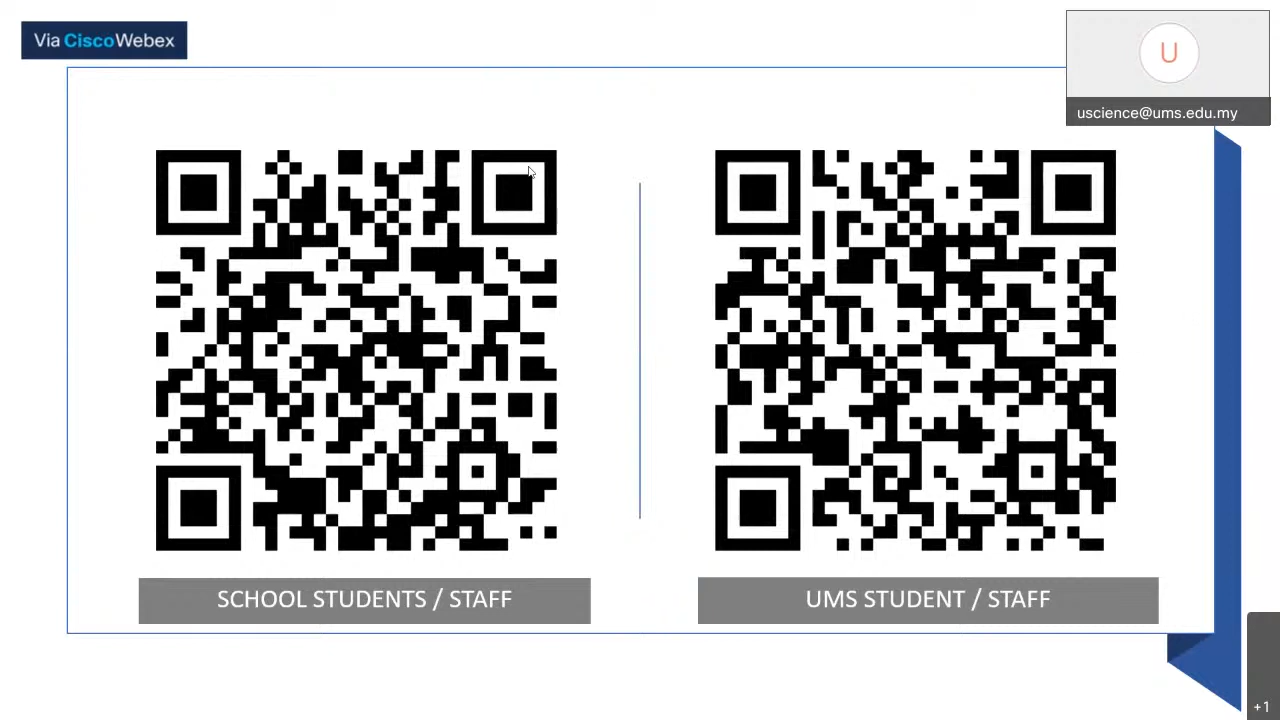 Via CiscoWebex
U
uscience@ums.edu.my
SCHOOL STUDENTS / STAFF
UMS STUDENT / STAFF
+1